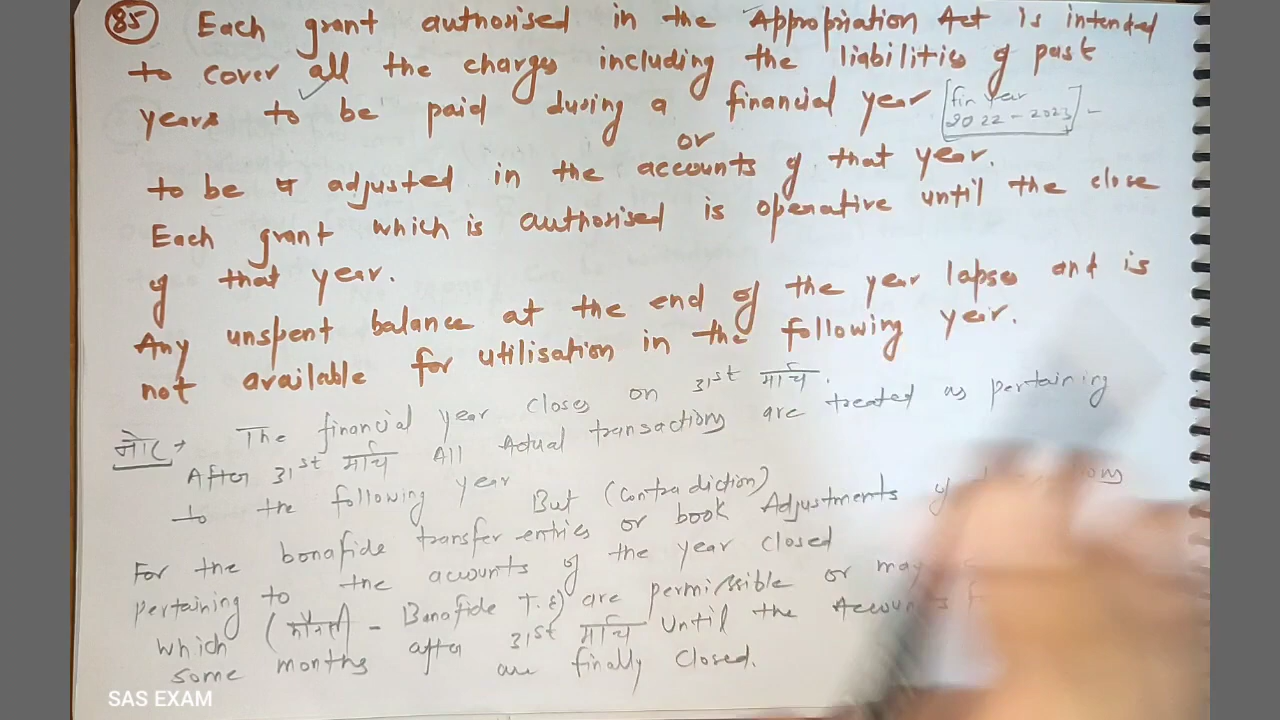 85 Each grant authorised in the Appropriation Act is intended
to cover all the charges including the liabilities of past
years to be paid during a financial year [fin year
2022-2023] -
or
to be adjusted in the accounts of that year.
Each grant which is authorised is operative until the close
of that year.
Any unspent balance at the end of the year lapse and is
not available for utilisation in the following year.
नोट → The financial year closes on 31st मार्च.
After 31st मार्च All Actual transactions are treated as pertaining
to the following year But (contradiction)
For the bonafide transfer entries or book Adjustments of
pertaining to the accounts of the year closed
which ( - Bonafide T.E) are permissible or may
some months after 31st मार्च until the Accounts
are finally closed.
SAS EXAM